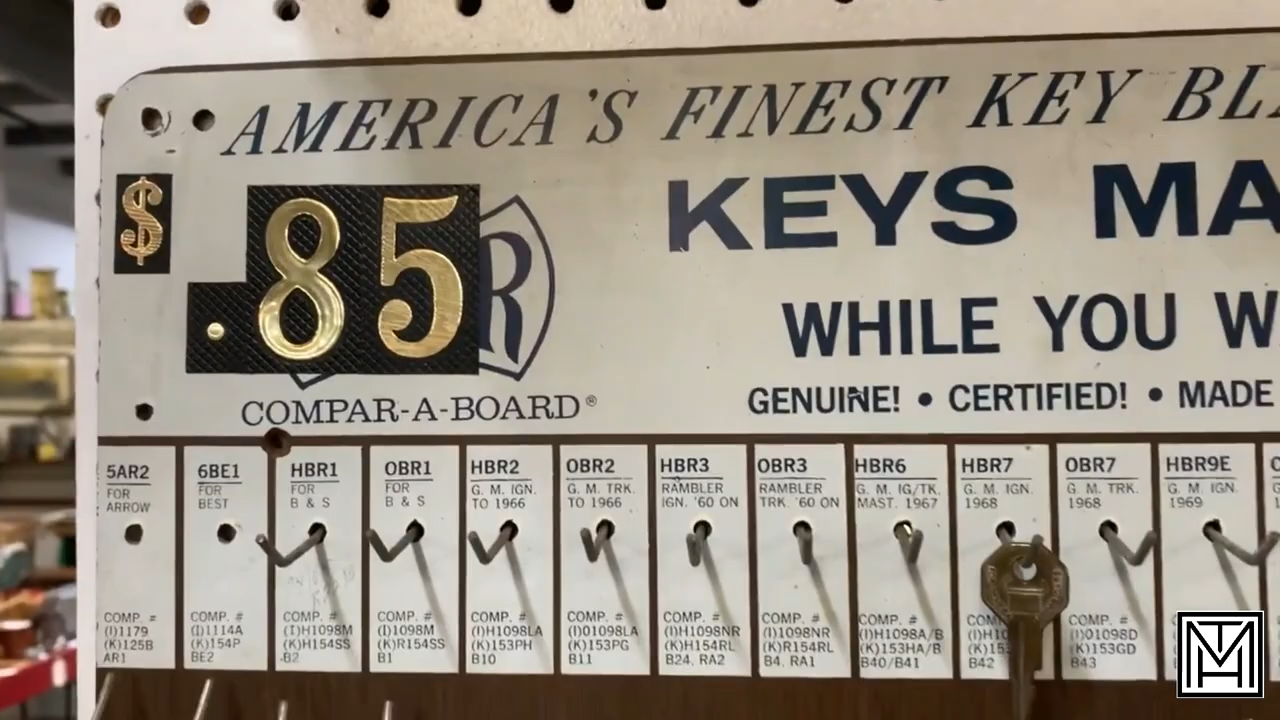 AMERICA'S FINEST KEY
$ .85 R KEYS
WHILE YOU W
COMPAR-A-BOARD® GENUINE! • CERTIFIED! • MADE
5AR2
FOR
ARROW
COMP. #
(I)1179
(K)125B
AR1
6BE1
FOR
BEST
COMP. #
(I)1114A
(K)154P
BE2
HBR1
FOR
B & S
COMP. #
(I)H1098M
(K)H154SS
B2
OBR1
FOR
B & S
COMP. #
(I)1098M
(K)R154SS
B1
HBR2
G. M. IGN.
TO 1966
COMP. #
(I)H1098LA
(K)153PH
B10
OBR2
G. M. TRK.
TO 1966
COMP. #
(I)O1098LA
(K)153PG
B11
HBR3
RAMBLER
IGN. '60 ON
COMP. #
(I)H1098NR
(K)H154RL
B24, RA2
OBR3
RAMBLER
TRK. '60 ON
COMP. #
(I)1098NR
(K)R154RL
B4, RA1
HBR6
G. M. IG/TK.
MAST. 1967
COMP. #
(I)H1098A/B
(K)153HA/B
B40/B41
HBR7
G. M. IGN.
1968
B42
OBR7
G. M. TRK.
1968
COMP. #
(I)O1098D
(K)153GD
B43
HBR9E
G. M. IGN.
1969
COMP. #